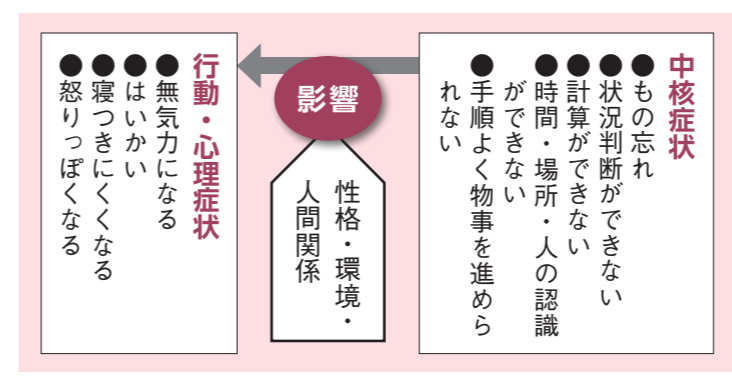 中核症状
●もの忘れ
●状況判断ができない
●計算ができない
●時間・場所・人の認識
ができない
●手順よく物事を進めら
れない
影響
性格・環境・
人間関係
行動・心理症状
●無気力になる
●はいかい
●寝つきにくくなる
●怒りっぽくなる